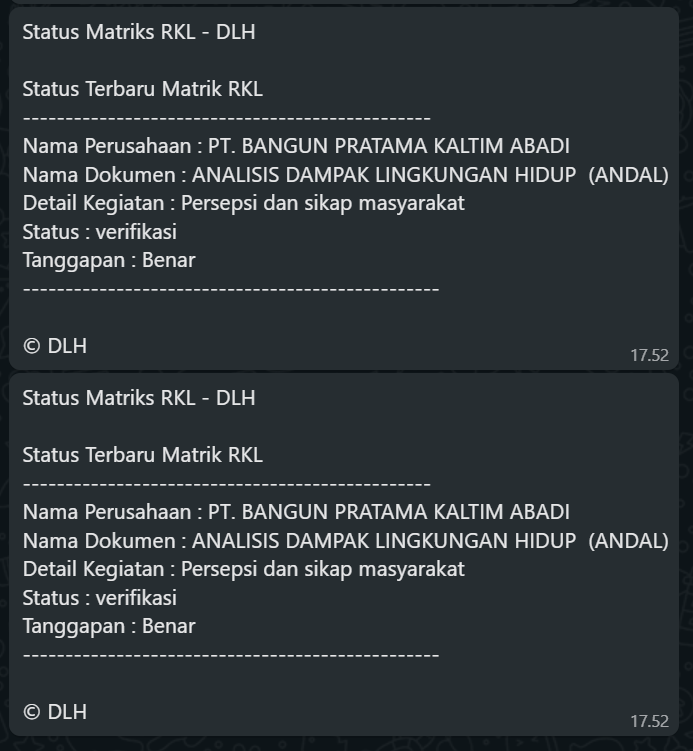 Status Matriks RKL - DLH
Status Terbaru Matrik RKL
------------------------------------------------
Nama Perusahaan : PT. BANGUN PRATAMA KALTIM ABADI
Nama Dokumen : ANALISIS DAMPAK LINGKUNGAN HIDUP  (ANDAL)
Detail Kegiatan : Persepsi dan sikap masyarakat
Status : verifikasi
Tanggapan : Benar
-------------------------------------------------
© DLH
17.52
Status Matriks RKL - DLH
Status Terbaru Matrik RKL
------------------------------------------------
Nama Perusahaan : PT. BANGUN PRATAMA KALTIM ABADI
Nama Dokumen : ANALISIS DAMPAK LINGKUNGAN HIDUP  (ANDAL)
Detail Kegiatan : Persepsi dan sikap masyarakat
Status : verifikasi
Tanggapan : Benar
-------------------------------------------------
© DLH
17.52